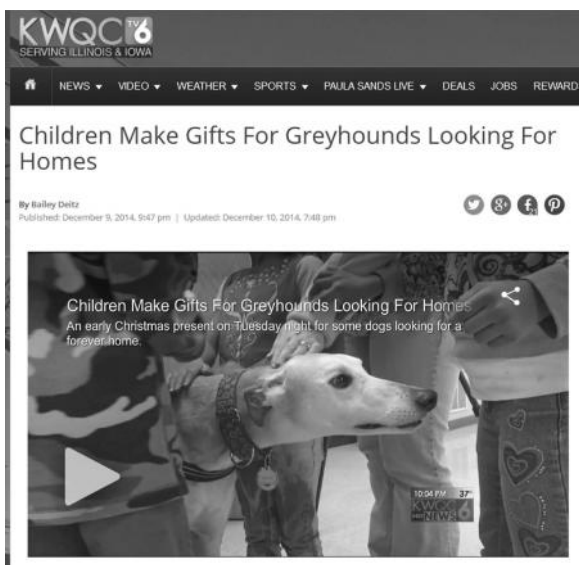 KWQC TV 6
SERVING ILLINOIS & IOWA
NEWS VIDEO WEATHER SPORTS PAULA SANDS LIVE DEALS JOBS REWARD
Children Make Gifts For Greyhounds Looking For
Homes
By Bailey Deitz
Published: December 9, 2014, 9:47 pm | Updated: December 10, 2014, 7:48 pm
Children Make Gifts For Greyhounds Looking For Homes
An early Christmas present on Tuesday night for some dogs looking for a
forever home.
10:04 PM 37°
KWQC 6
NEWS